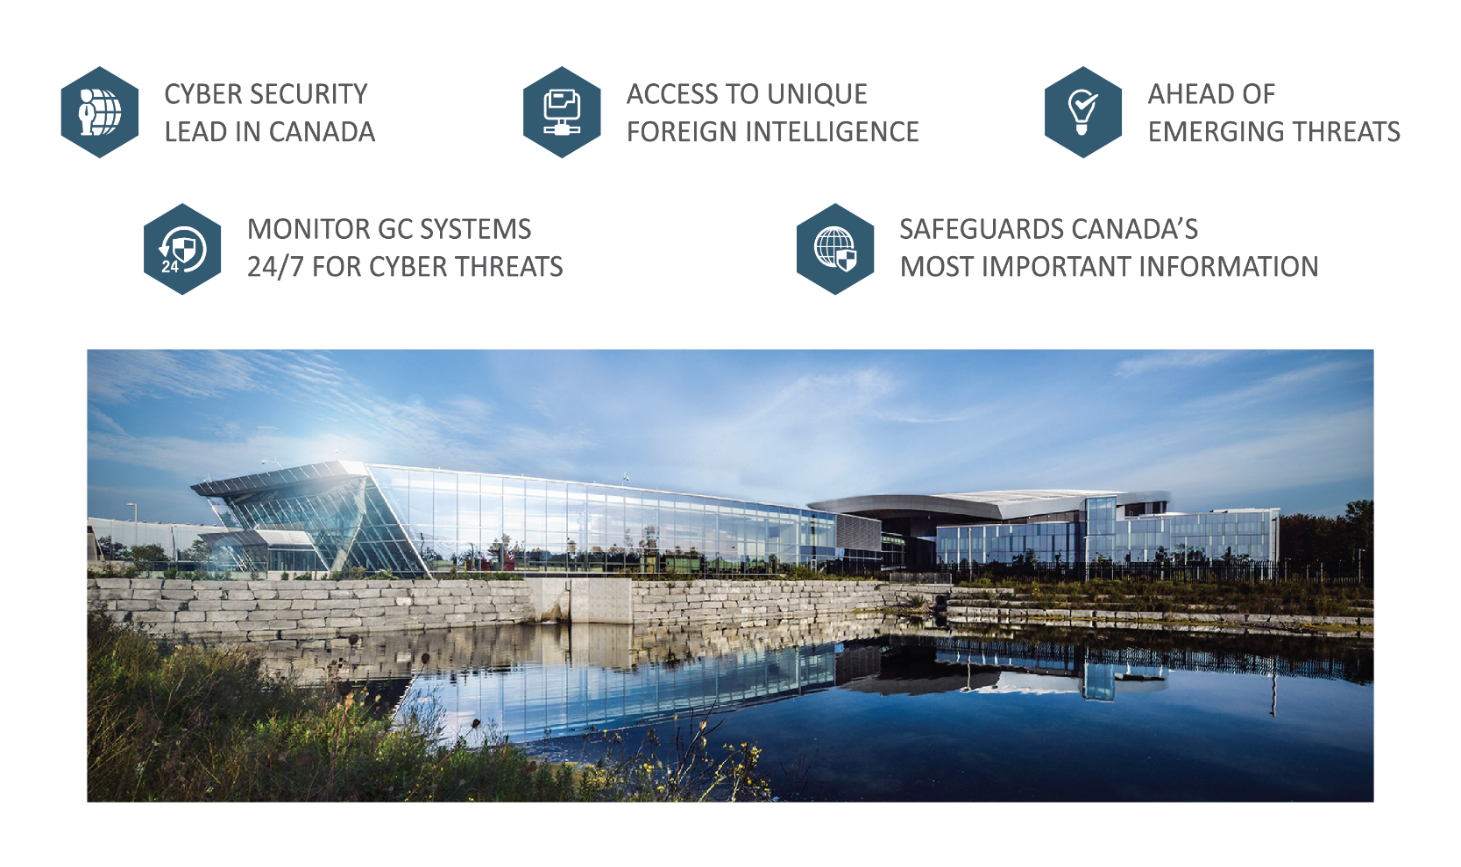 CYBER SECURITY
LEAD IN CANADA
ACCESS TO UNIQUE
FOREIGN INTELLIGENCE
AHEAD OF
EMERGING THREATS
24
MONITOR GC SYSTEMS
24/7 FOR CYBER THREATS
SAFEGUARDS CANADA’S
MOST IMPORTANT INFORMATION